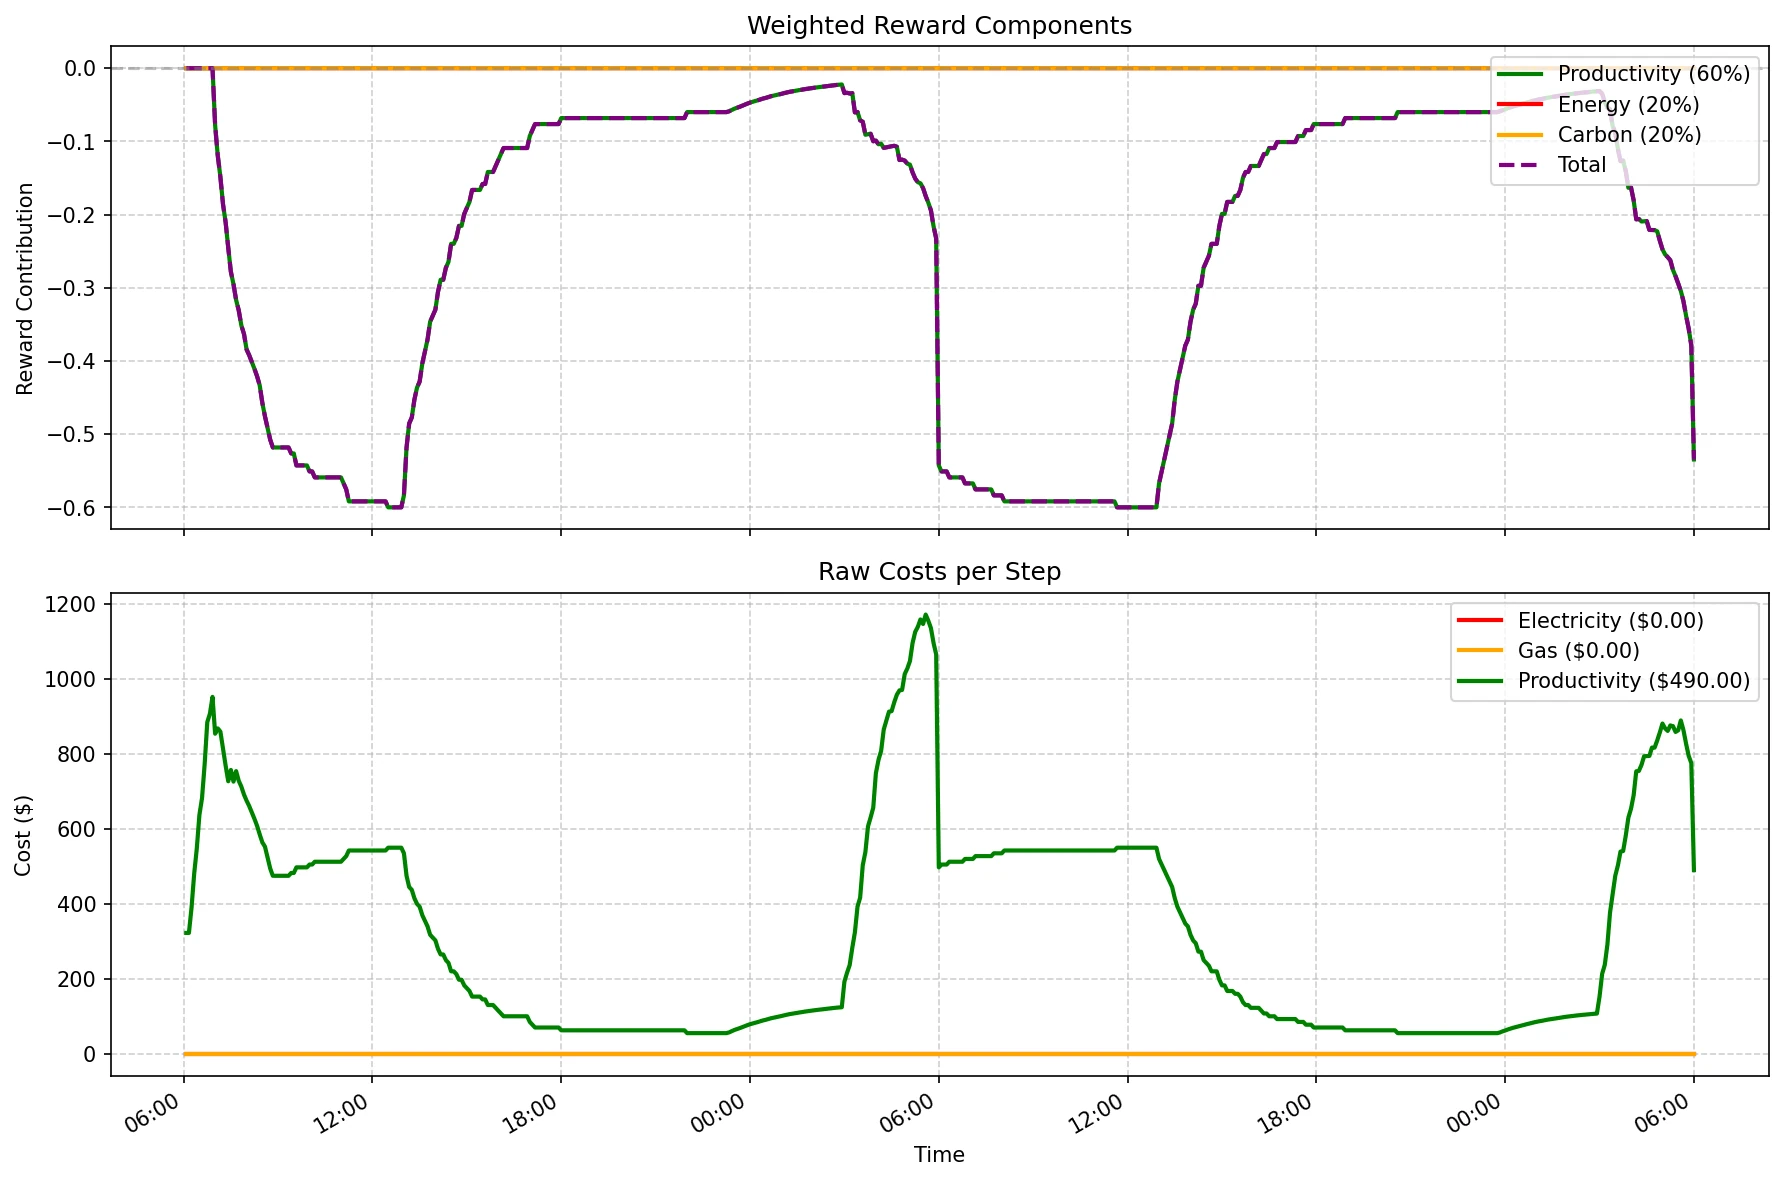 Weighted Reward Components
0.0
−0.1
−0.2
−0.3
−0.4
−0.5
−0.6
Reward Contribution
Productivity (60%)
Energy (20%)
Carbon (20%)
Total
Raw Costs per Step
1200
1000
800
600
400
200
0
Cost ($)
Electricity ($0.00)
Gas ($0.00)
Productivity ($490.00)
06:00
12:00
18:00
00:00
06:00
12:00
18:00
00:00
06:00
Time